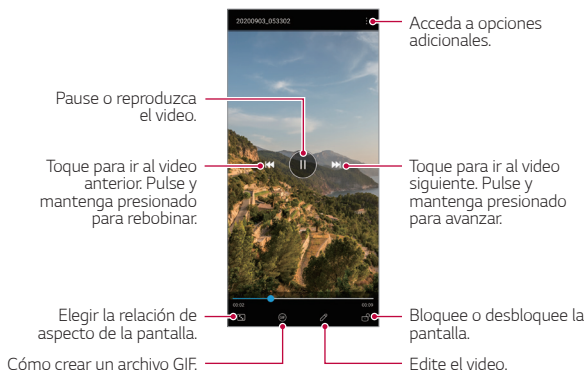 20200903_053302
Acceda a opciones
adicionales.
Pause o reproduzca
el video.
Toque para ir al video
anterior. Pulse y
mantenga presionado
para rebobinar.
Toque para ir al video
siguiente. Pulse y
mantenga presionado
para avanzar.
00:02
00:09
Elegir la relación de
aspecto de la pantalla.
Bloquee o desbloquee la
pantalla.
Cómo crear un archivo GIF.
Edite el video.